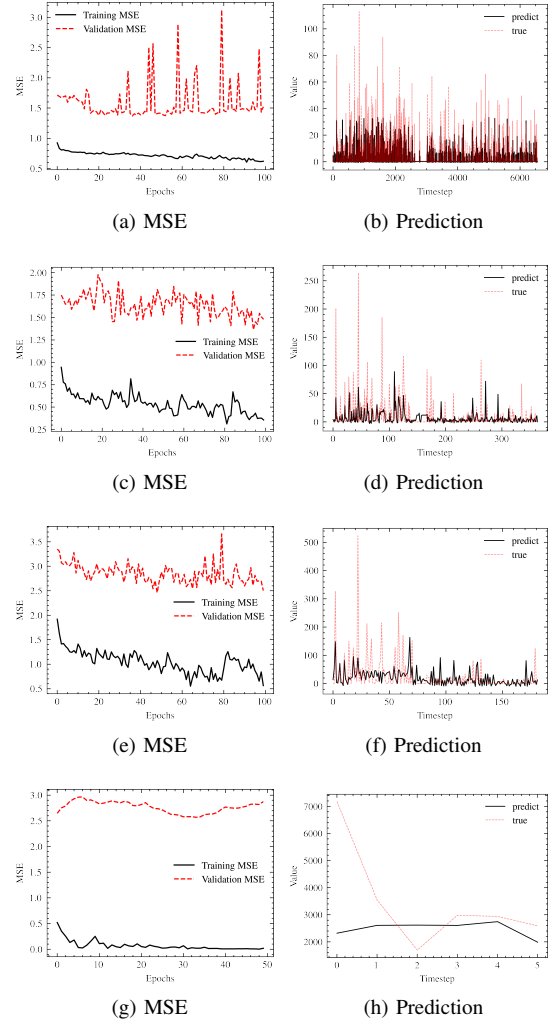 3.0
2.5
2.0
1.5
1.0
0.5
MSE
Training MSE
Validation MSE
0 20 40 60 80 100
Epochs
(a) MSE
100
80
60
40
20
0
Value
predict
true
0 2000 4000 6000
Timestep
(b) Prediction
2.00
1.75
1.50
1.25
1.00
0.75
0.50
0.25
MSE
Training MSE
Validation MSE
0 20 40 60 80 100
Epochs
(c) MSE
250
200
150
100
50
0
Value
predict
true
0 100 200 300
Timestep
(d) Prediction
3.5
3.0
2.5
2.0
1.5
1.0
0.5
MSE
Training MSE
Validation MSE
0 20 40 60 80 100
Epochs
(e) MSE
500
400
300
200
100
0
Value
predict
true
0 50 100 150
Timestep
(f) Prediction
3.0
2.5
2.0
1.5
1.0
0.5
0.0
MSE
Training MSE
Validation MSE
0 10 20 30 40 50
Epochs
(g) MSE
7000
6000
5000
4000
3000
2000
Value
predict
true
0 1 2 3 4 5
Timestep
(h) Prediction